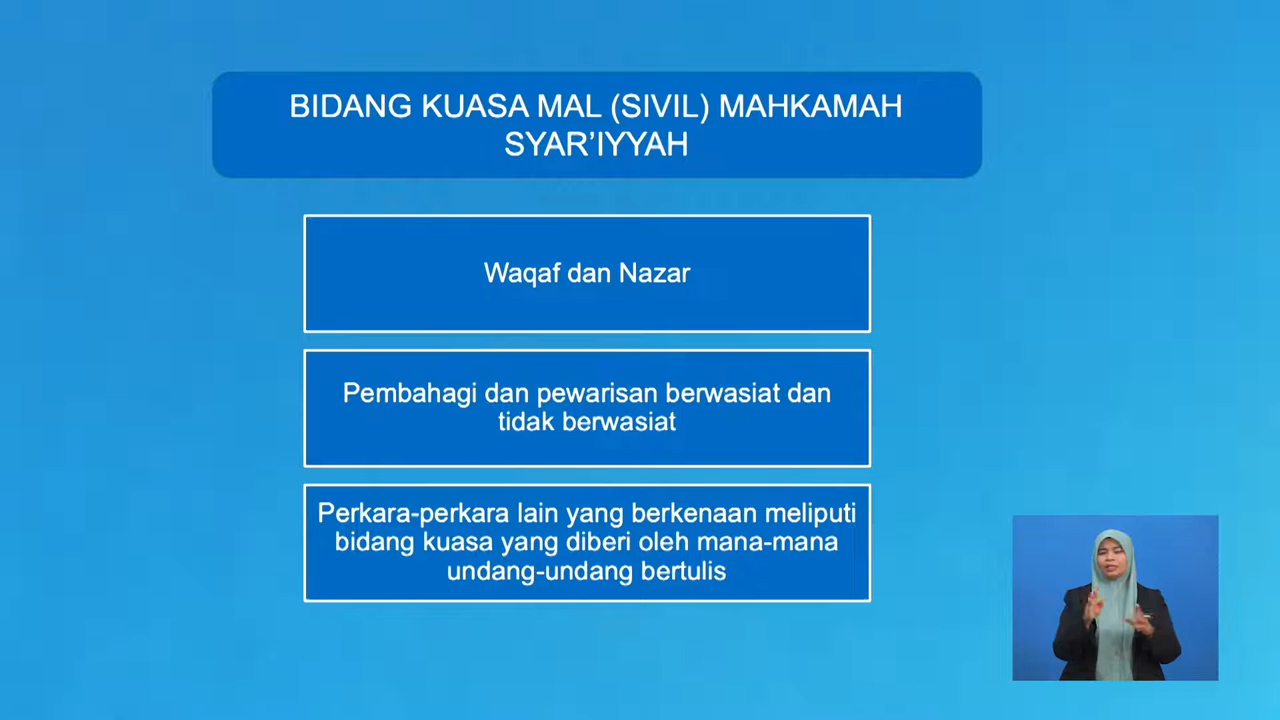 BIDANG KUASA MAL (SIVIL) MAHKAMAH
SYAR’IYYAH
Waqaf dan Nazar
Pembahagi dan pewarisan berwasiat dan
tidak berwasiat
Perkara-perkara lain yang berkenaan meliputi
bidang kuasa yang diberi oleh mana-mana
undang-undang bertulis